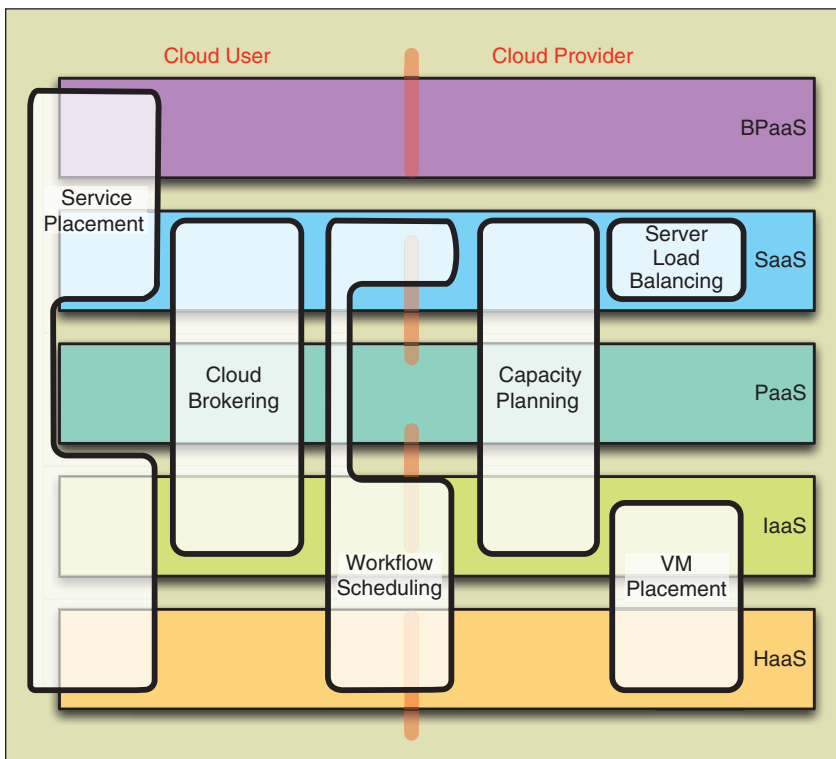 Cloud User
Cloud Provider
BPaaS
Service
Placement
Server
Load
Balancing
SaaS
Cloud
Brokering
Capacity
Planning
PaaS
IaaS
Workflow
Scheduling
VM
Placement
HaaS